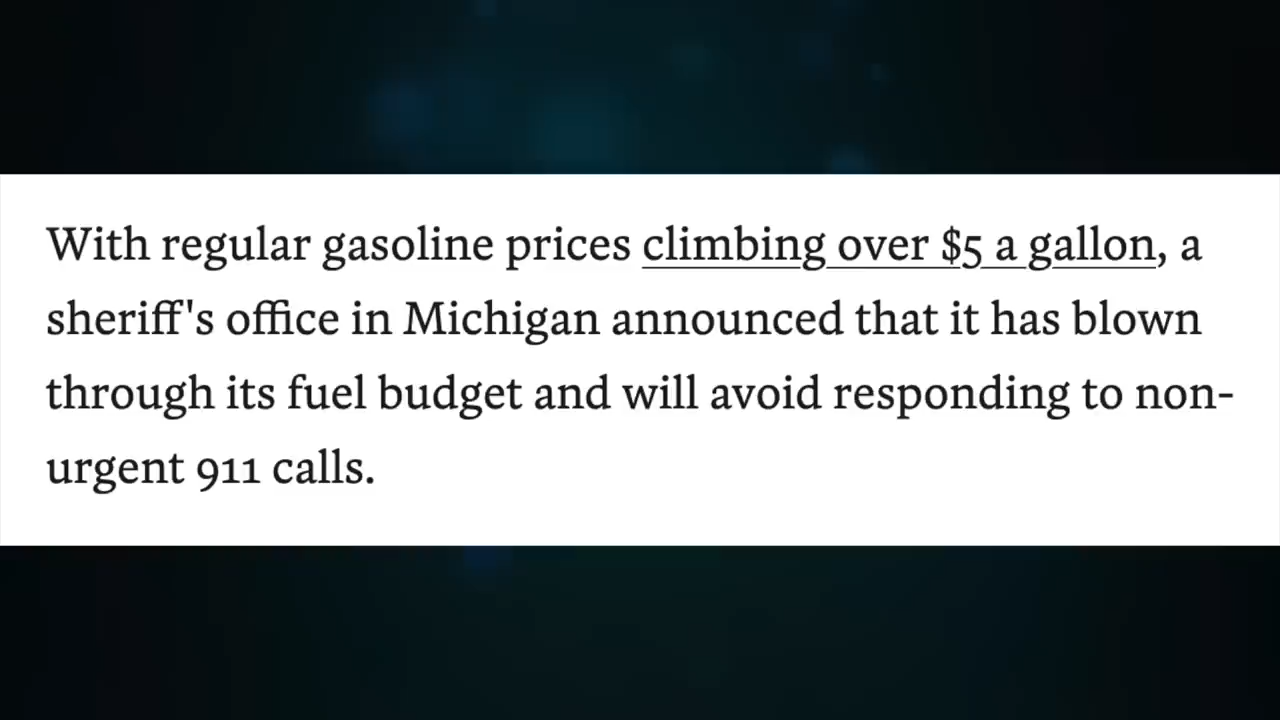 With regular gasoline prices climbing over $5 a gallon, a
sheriff's office in Michigan announced that it has blown
through its fuel budget and will avoid responding to non-
urgent 911 calls.